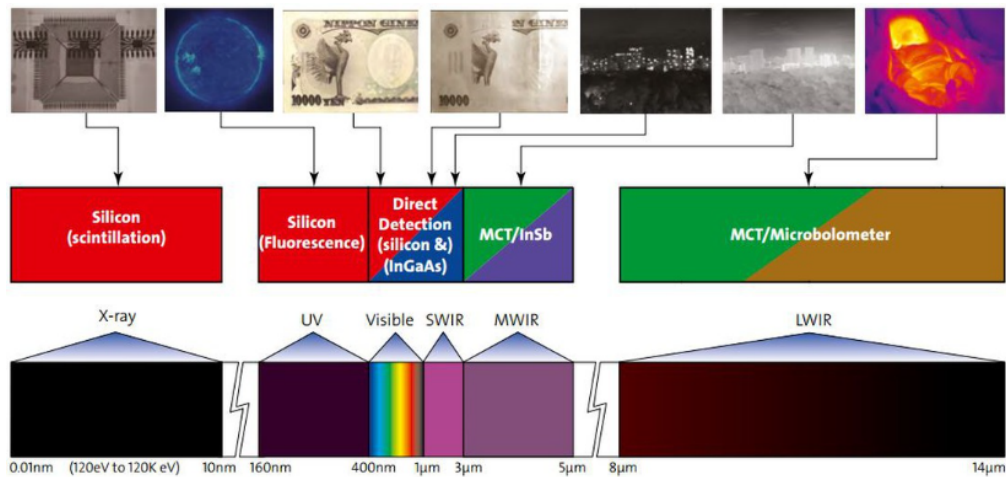 NIPPON GINKO
10000 YEN
10000
Silicon
(scintillation)
Silicon
(Fluorescence)
Direct
Detection
(silicon &)
(InGaAs)
MCT/InSb
MCT/Microbolometer
X-ray
UV
Visible
SWIR
MWIR
LWIR
0.01nm
(120eV to 120K eV)
10nm
160nm
400nm
1μm
3μm
5μm
8μm
14μm